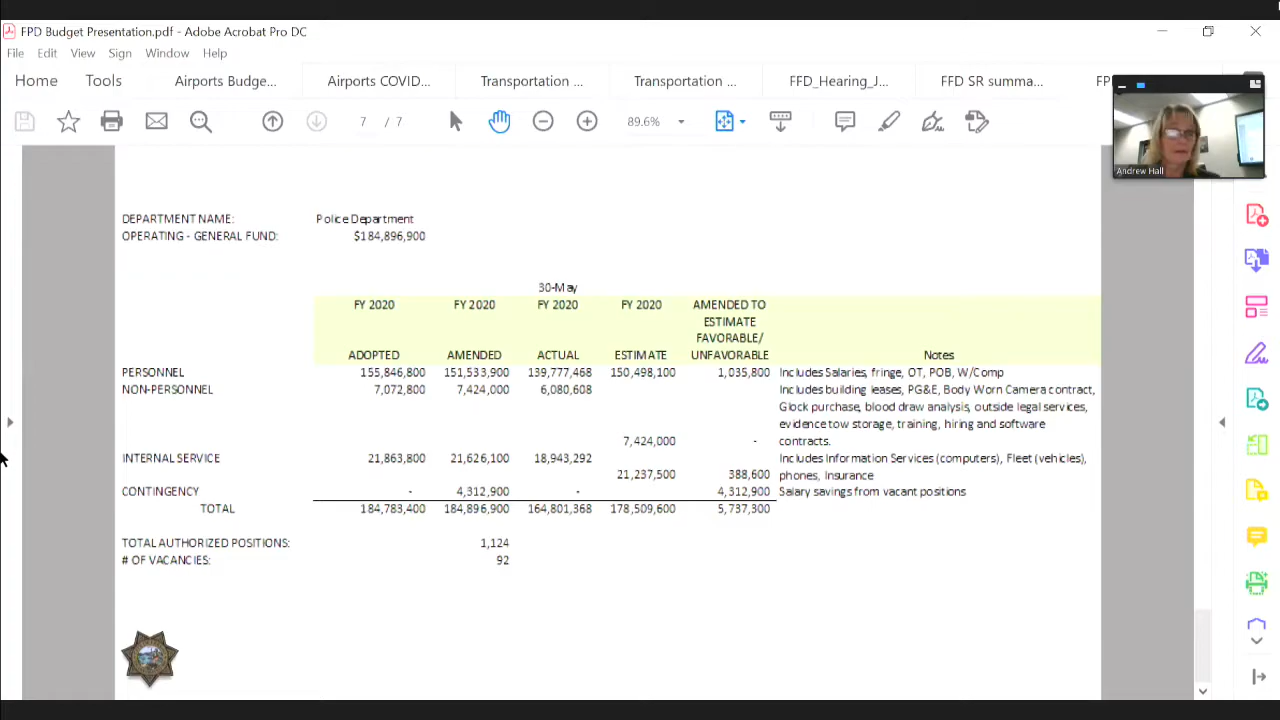 FPD Budget Presentation.pdf - Adobe Acrobat Pro DC
File Edit View Sign Window Help
Home Tools Airports Budge... Airports COVID... Transportation ... Transportation ... FFD_Hearing_J... FFD SR summa... FP
7 / 7 89.6%
Andrew Hall
DEPARTMENT NAME: Police Department
OPERATING - GENERAL FUND: $184,896,900
30-May
FY 2020 FY 2020 FY 2020 FY 2020 AMENDED TO
ESTIMATE
FAVORABLE/
ADOPTED AMENDED ACTUAL ESTIMATE UNFAVORABLE Notes
PERSONNEL 155,846,800 151,533,900 139,777,468 150,498,100 1,035,800 Includes Salaries, fringe, OT, POB, W/Comp
NON-PERSONNEL 7,072,800 7,424,000 6,080,608 Includes building leases, PG&E, Body Worn Camera contract,
Glock purchase, blood draw analysis, outside legal services,
evidence tow storage, training, hiring and software
7,424,000 - contracts.
INTERNAL SERVICE 21,863,800 21,626,100 18,943,292 Includes Information Services (computers), Fleet (vehicles),
21,237,500 388,600 phones, Insurance
CONTINGENCY - 4,312,900 - 4,312,900 Salary savings from vacant positions
TOTAL 184,783,400 184,896,900 164,801,368 178,509,600 5,737,300
TOTAL AUTHORIZED POSITIONS: 1,124
# OF VACANCIES: 92